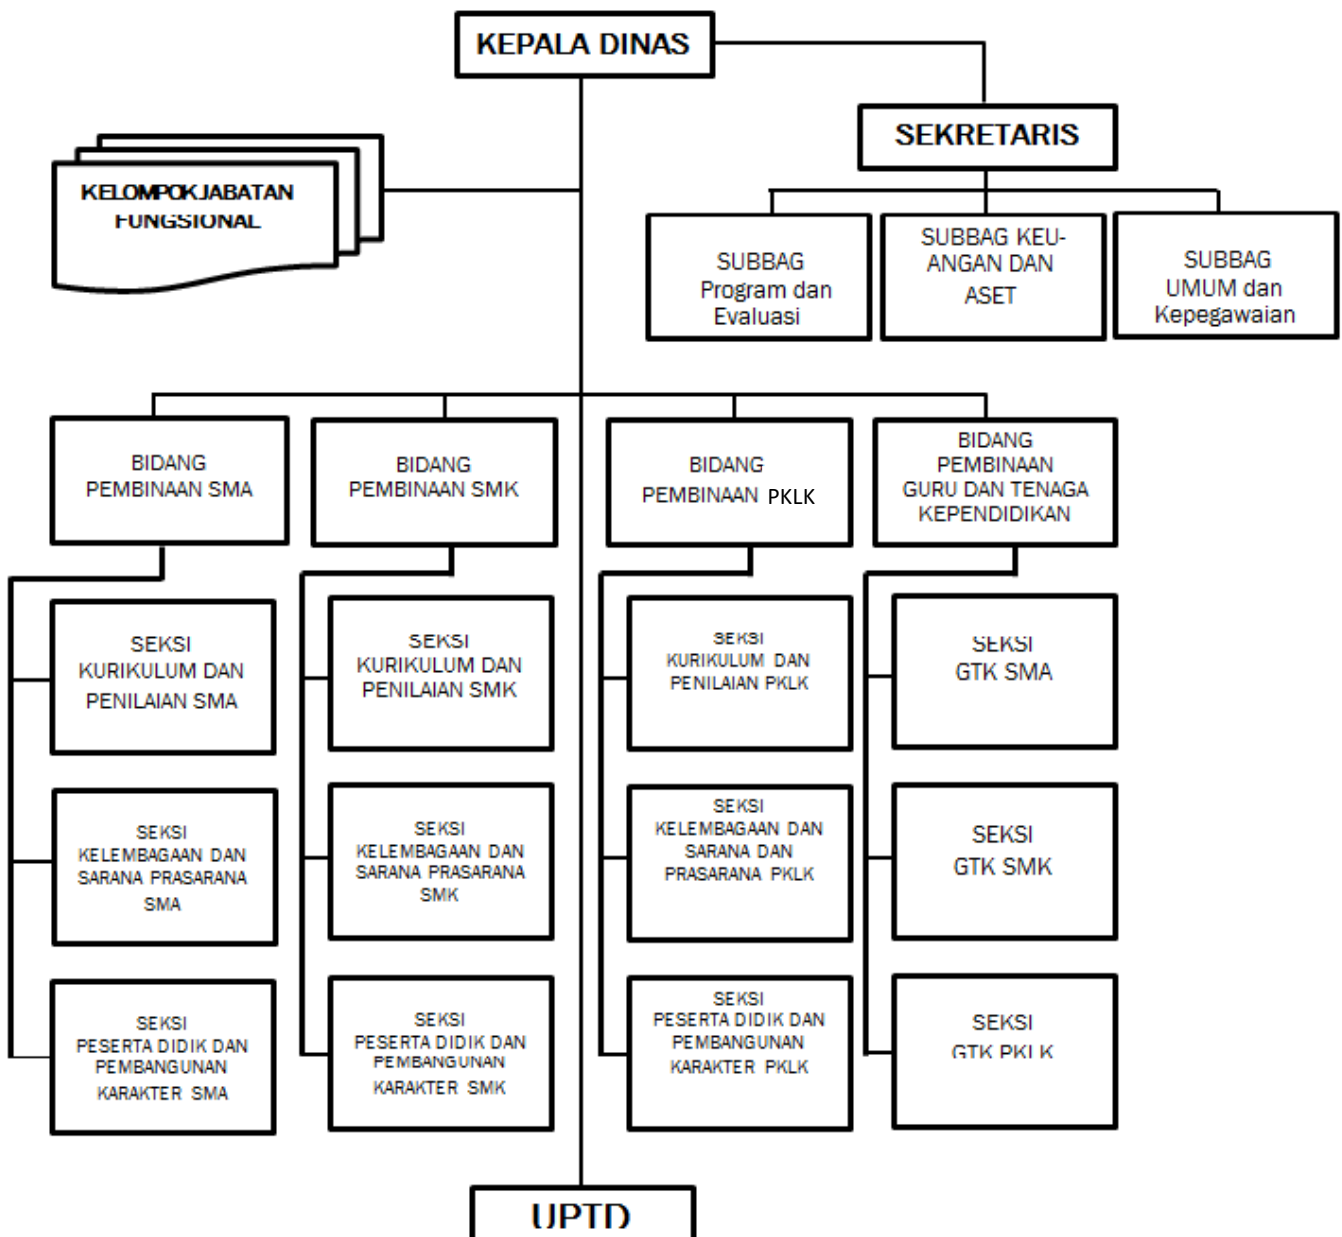 KEPALA DINAS
SEKRETARIS
KELOMPOK JABATAN
FUNGSIONAL
SUBBAG
Program dan
Evaluasi
SUBBAG KEU-
ANGAN DAN
ASET
SUBBAG
UMUM dan
Kepegawaian
BIDANG
PEMBINAAN SMA
BIDANG
PEMBINAAN SMK
BIDANG
PEMBINAAN PKLK
BIDANG
PEMBINAAN
GURU DAN TENAGA
KEPENDIDIKAN
SEKSI
KURIKULUM DAN
PENILAIAN SMA
SEKSI
KURIKULUM DAN
PENILAIAN SMK
SEKSI
KURIKULUM DAN
PENILAIAN PKLK
SEKSI
GTK SMA
SEKSI
KELEMBAGAAN DAN
SARANA PRASARANA
SMA
SEKSI
KELEMBAGAAN DAN
SARANA PRASARANA
SMK
SEKSI
KELEMBAGAAN DAN
SARANA DAN
PRASARANA PKLK
SEKSI
GTK SMK
SEKSI
PESERTA DIDIK DAN
PEMBANGUNAN
KARAKTER SMA
SEKSI
PESERTA DIDIK DAN
PEMBANGUNAN
KARAKTER SMK
SEKSI
PESERTA DIDIK DAN
PEMBANGUNAN
KARAKTER PKLK
SEKSI
GTK PKLK
UPTD